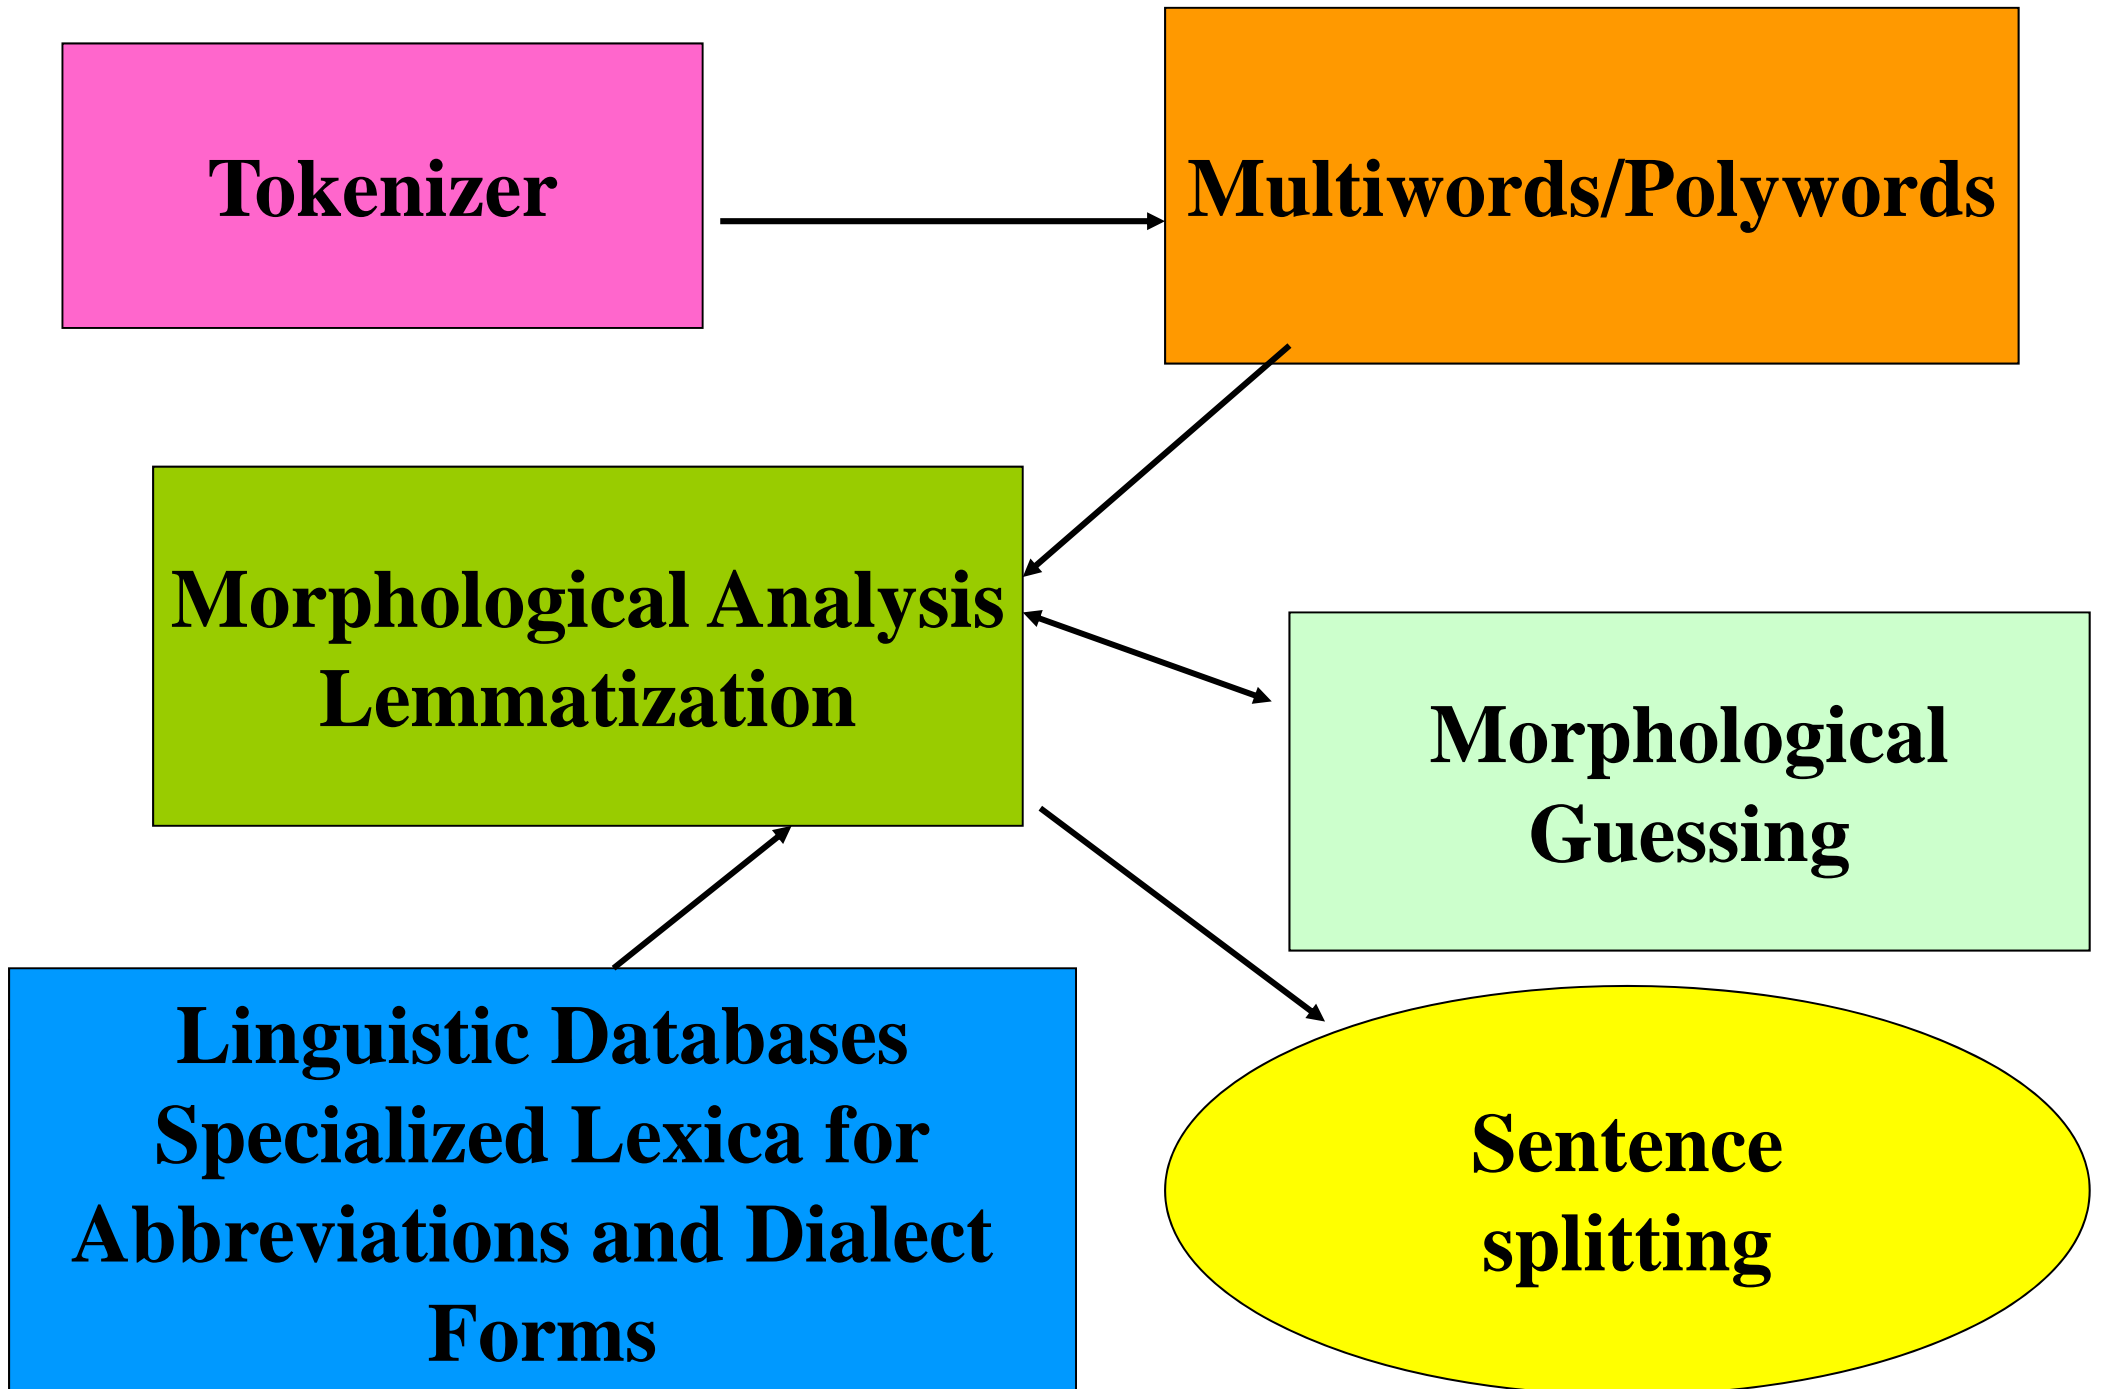 Tokenizer
Multiwords/Polywords
Morphological Analysis
Lemmatization
Morphological
Guessing
Linguistic Databases
Specialized Lexica for
Abbreviations and Dialect
Forms
Sentence
splitting